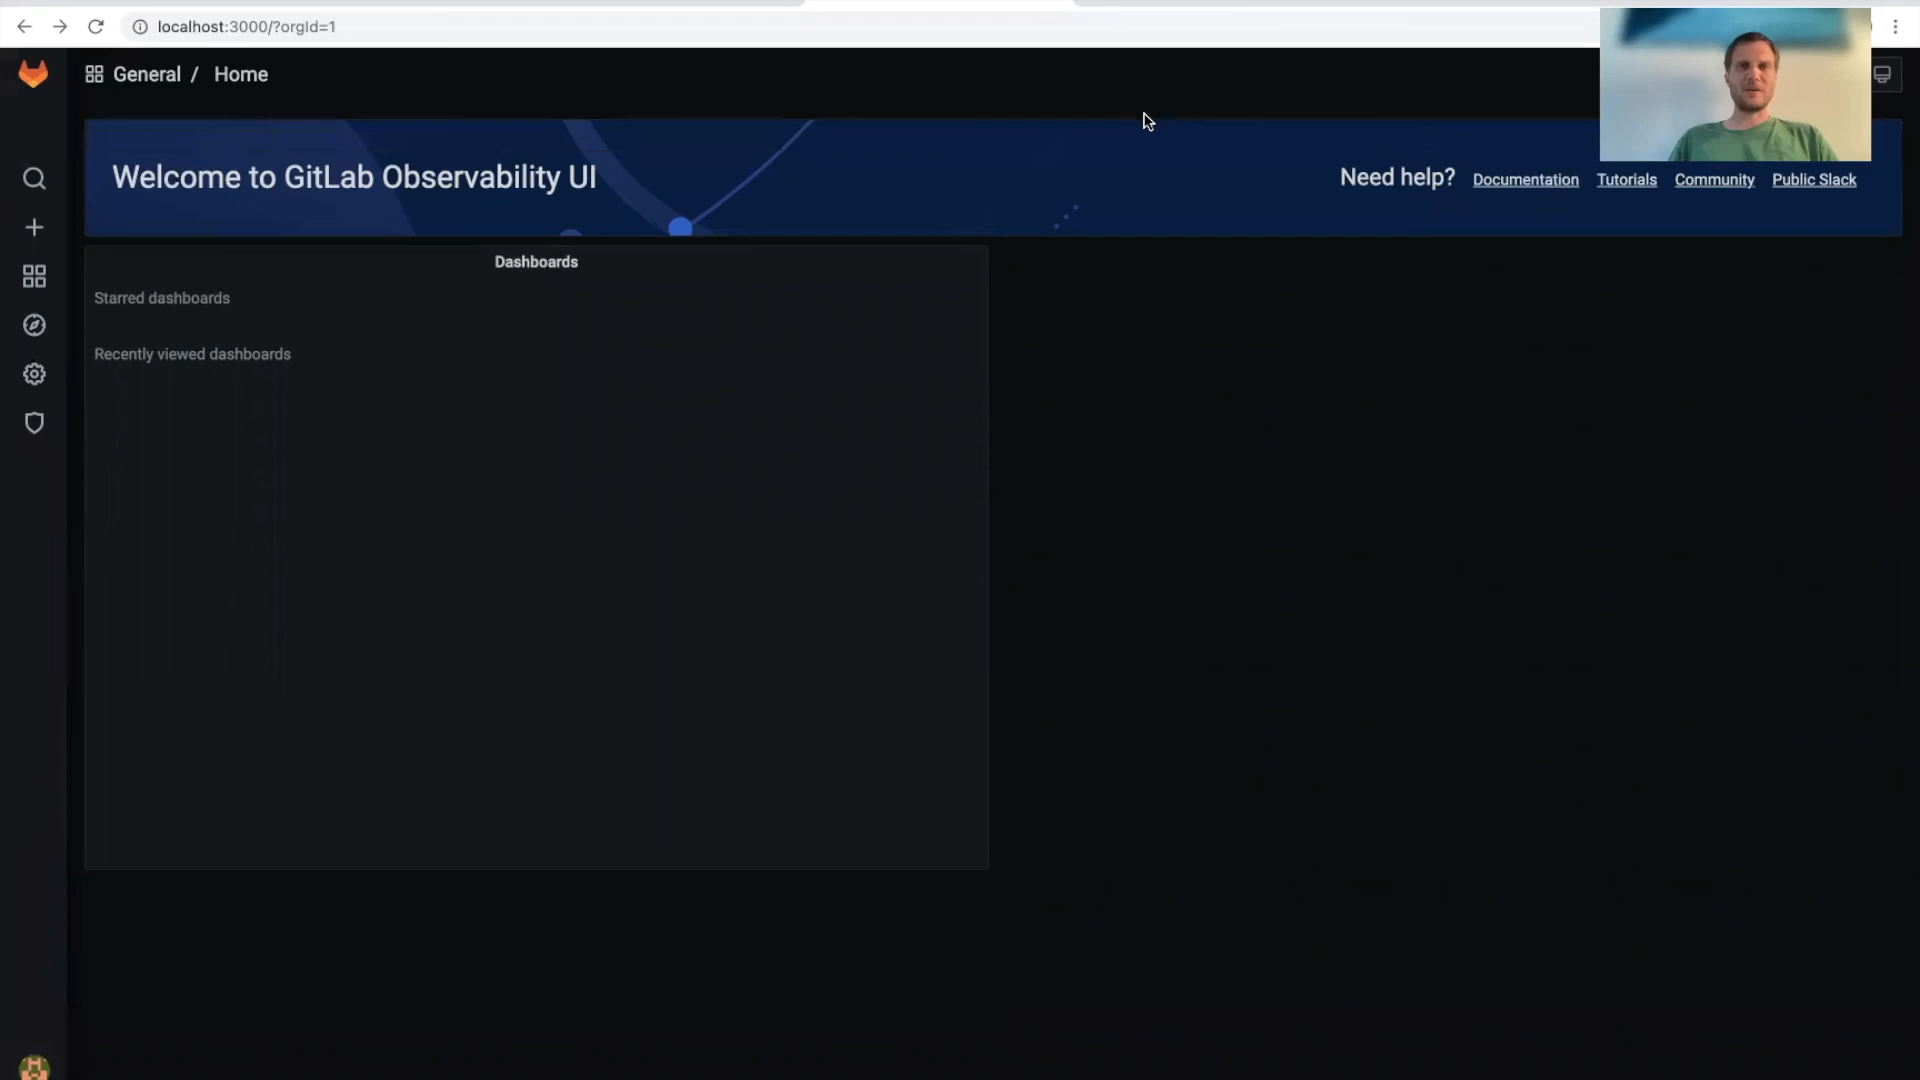 localhost:3000/?orgId=1
General / Home
Welcome to GitLab Observability UI
Need help? Documentation Tutorials Community Public Slack
Dashboards
Starred dashboards
Recently viewed dashboards